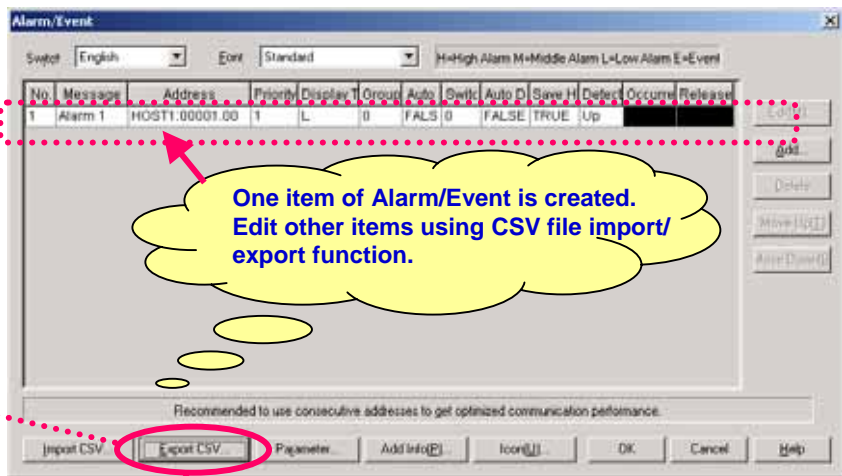 Alarm/Event
Switch English Font Standard H=High Alarm M=Middle Alarm L=Low Alarm E=Event
No. Message Address Priority Display T Group Auto Switc Auto D Save H Detect Occurre Release
1 Alarm 1 HOST1:00001.00 1 L 0 FALS 0 FALSE TRUE Up
Add...
Delete
Move Up
One item of Alarm/Event is created.
Edit other items using CSV file import/
export function.
Recommended to use consecutive addresses to get optimized communication performance.
Import CSV... Export CSV... Parameter... Add Info(P)... Icon(U)... OK Cancel Help